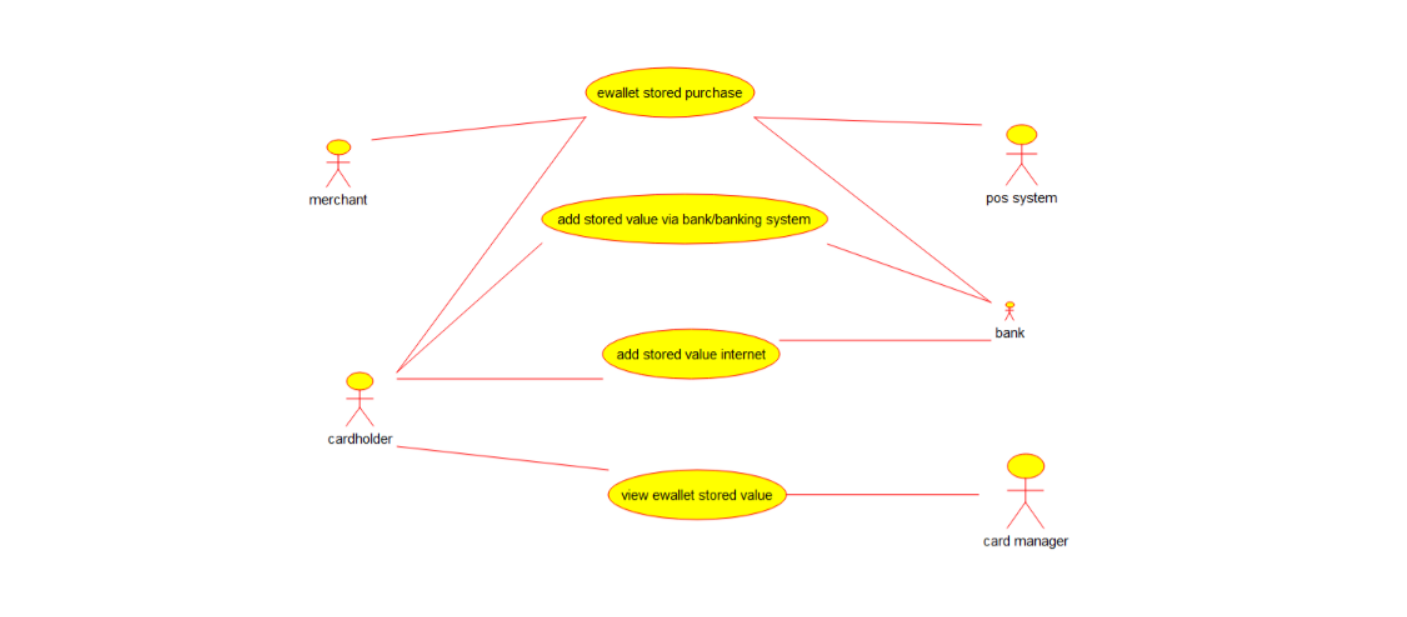 ewallet stored purchase
merchant
pos system
add stored value via bank/banking system
bank
add stored value internet
cardholder
view ewallet stored value
card manager